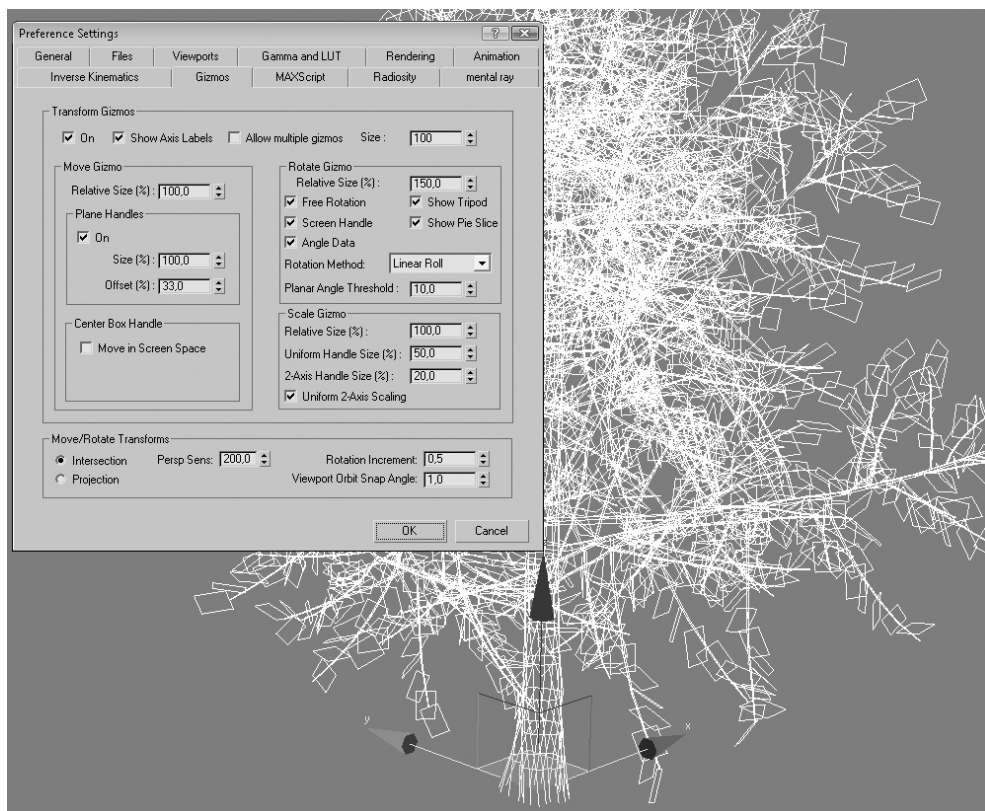 Preference Settings
General Files Viewports Gamma and LUT Rendering Animation
Inverse Kinematics Gizmos MAXScript Radiosity mental ray
Transform Gizmos
On Show Axis Labels Allow multiple gizmos Size : 100
Move Gizmo
Relative Size (%) : 100,0
Plane Handles
On
Size (%) : 100,0
Offset (%) : 33,0
Center Box Handle
Move in Screen Space
Rotate Gizmo
Relative Size (%) : 150,0
Free Rotation Show Tripod
Screen Handle Show Pie Slice
Angle Data
Rotation Method: Linear Roll
Planar Angle Threshold : 10,0
Scale Gizmo
Relative Size (%) : 100,0
Uniform Handle Size (%) : 50,0
2-Axis Handle Size (%) : 20,0
Uniform 2-Axis Scaling
Move/Rotate Transforms
Intersection Persp Sens: 200,0 Rotation Increment: 0,5
Projection Viewport Orbit Snap Angle: 1,0
OK Cancel
y x